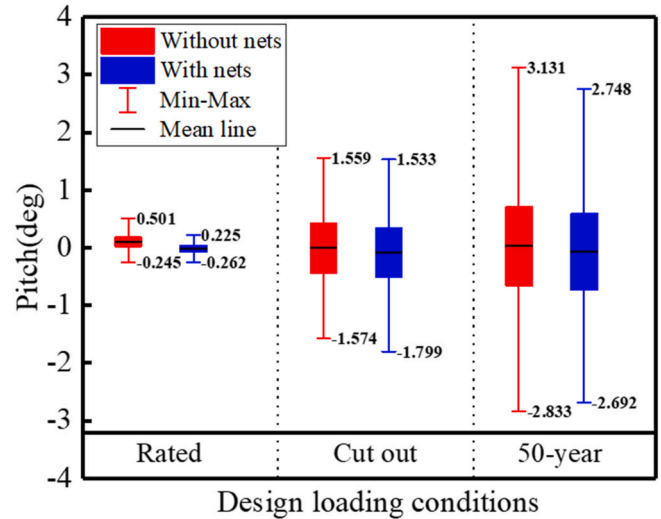 4
3
2
1
0
-1
-2
-3
-4
Pitch(deg)
Without nets
With nets
Min-Max
Mean line
0.501
-0.245
0.225
-0.262
1.559
-1.574
1.533
-1.799
3.131
-2.833
2.748
-2.692
Rated
Cut out
50-year
Design loading conditions